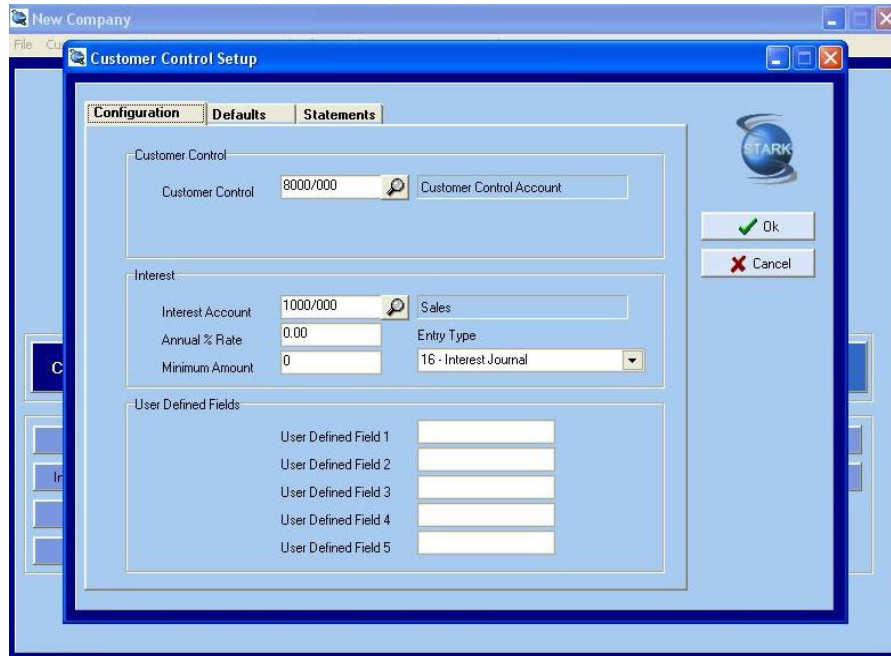 New Company
File Cu
Customer Control Setup
Configuration Defaults Statements
STARK
Customer Control
Customer Control 8000/000 Customer Control Account
Ok
Cancel
Interest
Interest Account 1000/000 Sales
Annual % Rate 0.00 Entry Type
Minimum Amount 0 16 - Interest Journal
User Defined Fields
User Defined Field 1
User Defined Field 2
User Defined Field 3
User Defined Field 4
User Defined Field 5
C
In